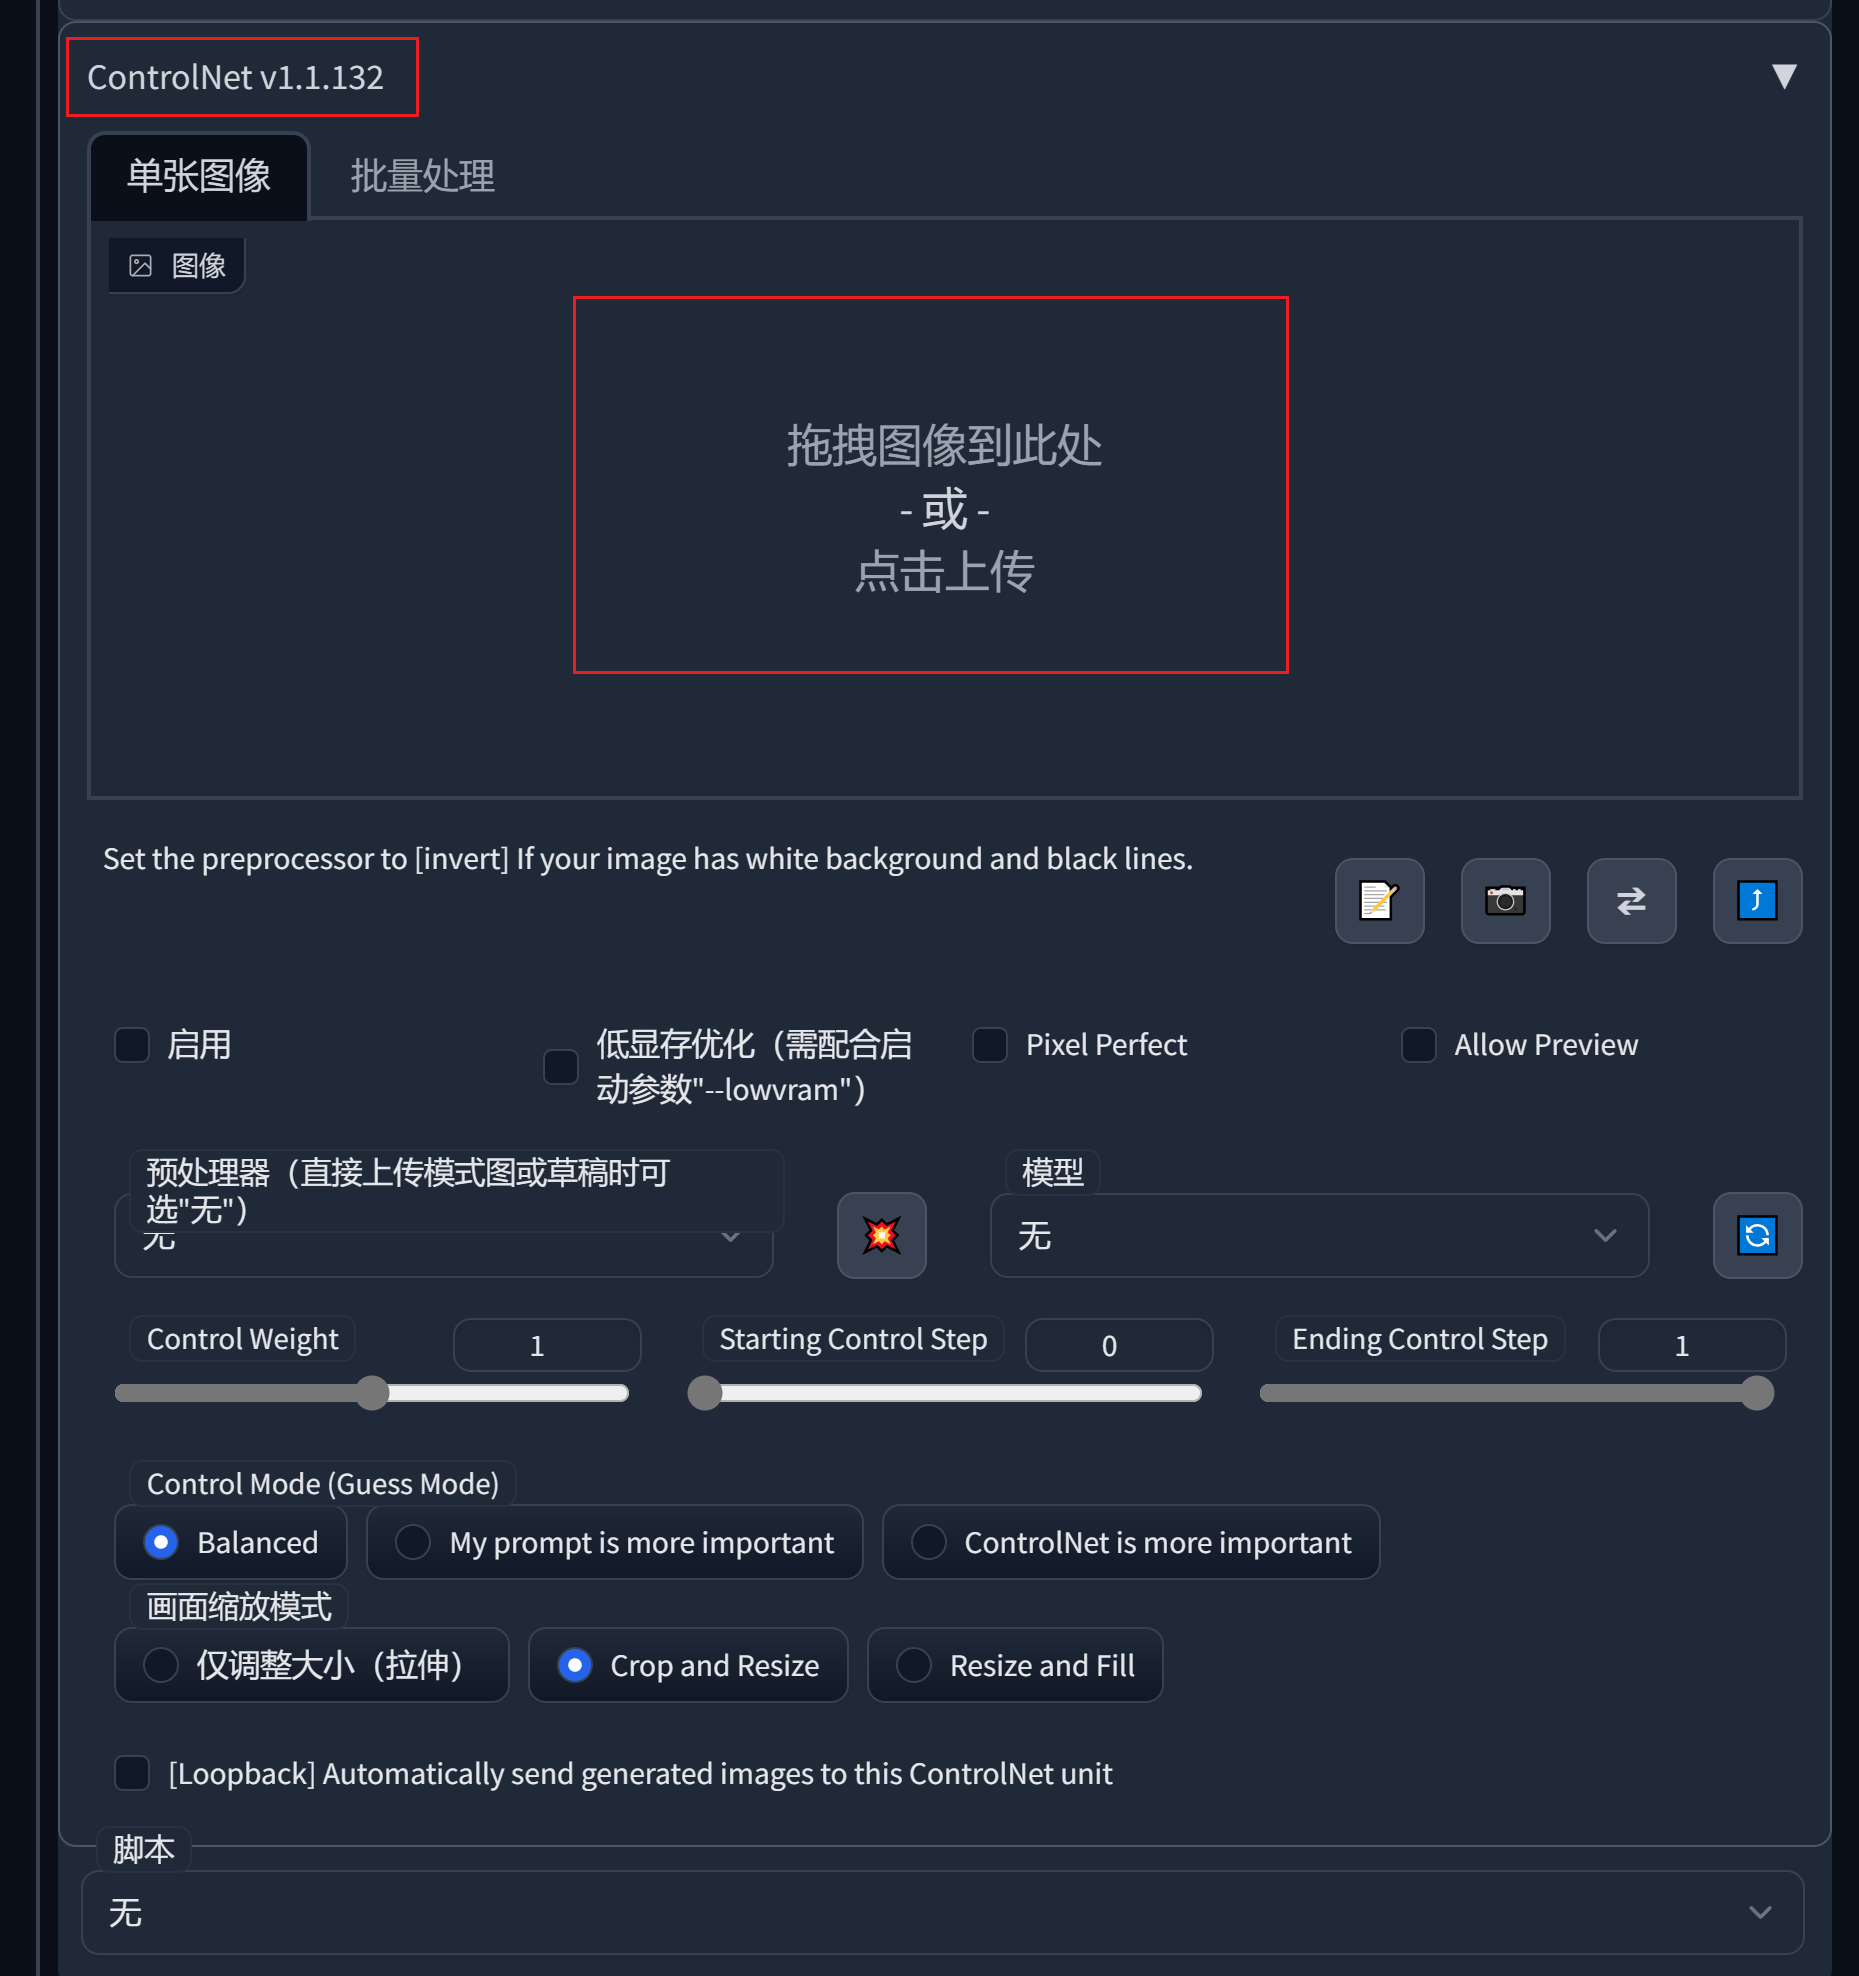 ControlNet v1.1.132
单张图像
批量处理
图像
拖拽图像到此处
- 或 -
点击上传
Set the preprocessor to [invert] If your image has white background and black lines.
启用
低显存优化（需配合启
动参数"--lowvram"）
Pixel Perfect
Allow Preview
预处理器（直接上传模式图或草稿时可
选"无"）
无
模型
无
Control Weight
1
Starting Control Step
0
Ending Control Step
1
Control Mode (Guess Mode)
Balanced
My prompt is more important
ControlNet is more important
画面缩放模式
仅调整大小（拉伸）
Crop and Resize
Resize and Fill
[Loopback] Automatically send generated images to this ControlNet unit
脚本
无